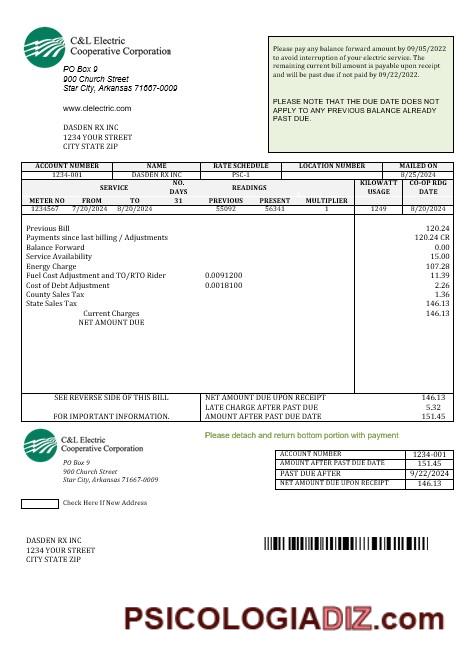 C&L Electric
Cooperative Corporation
PO Box 9
900 Church Street
Star City, Arkansas 71667-0009
www.clelectric.com
DASDEN RX INC
1234 YOUR STREET
CITY STATE ZIP
Please pay any balance forward amount by 09/05/2022
to avoid interruption of your electric service. The
remaining current bill amount is payable upon receipt
and will be past due if not paid by 09/22/2022.
PLEASE NOTE THAT THE DUE DATE DOES NOT
APPLY TO ANY PREVIOUS BALANCE ALREADY
PAST DUE.
ACCOUNT NUMBER NAME RATE SCHEDULE LOCATION NUMBER MAILED ON
1234-001 DASDEN RX INC PSC-1 8/25/2024
SERVICE NO. DAYS READINGS KILOWATT USAGE CO-OP RDG DATE
METER NO FROM TO 31 PREVIOUS PRESENT MULTIPLIER
1234567 7/20/2024 8/20/2024 55092 56341 1 1249 8/20/2024
Previous Bill 120.24
Payments since last billing / Adjustments 120.24 CR
Balance Forward 0.00
Service Availability 15.00
Energy Charge 107.28
Fuel Cost Adjustment and TO/RTO Rider 0.0091200 11.39
Cost of Debt Adjustment 0.0018100 2.26
County Sales Tax 1.36
State Sales Tax 146.13
Current Charges 146.13
NET AMOUNT DUE
SEE REVERSE SIDE OF THIS BILL NET AMOUNT DUE UPON RECEIPT 146.13
LATE CHARGE AFTER PAST DUE 5.32
FOR IMPORTANT INFORMATION. AMOUNT AFTER PAST DUE DATE 151.45
C&L Electric
Cooperative Corporation
PO Box 9
900 Church Street
Star City, Arkansas 71667-0009
Please detach and return bottom portion with payment
ACCOUNT NUMBER 1234-001
AMOUNT AFTER PAST DUE DATE 151.45
PAST DUE AFTER 9/22/2024
NET AMOUNT DUE UPON RECEIPT 146.13
Check Here If New Address
DASDEN RX INC
1234 YOUR STREET
CITY STATE ZIP
PSICOLOGIADIZ.com